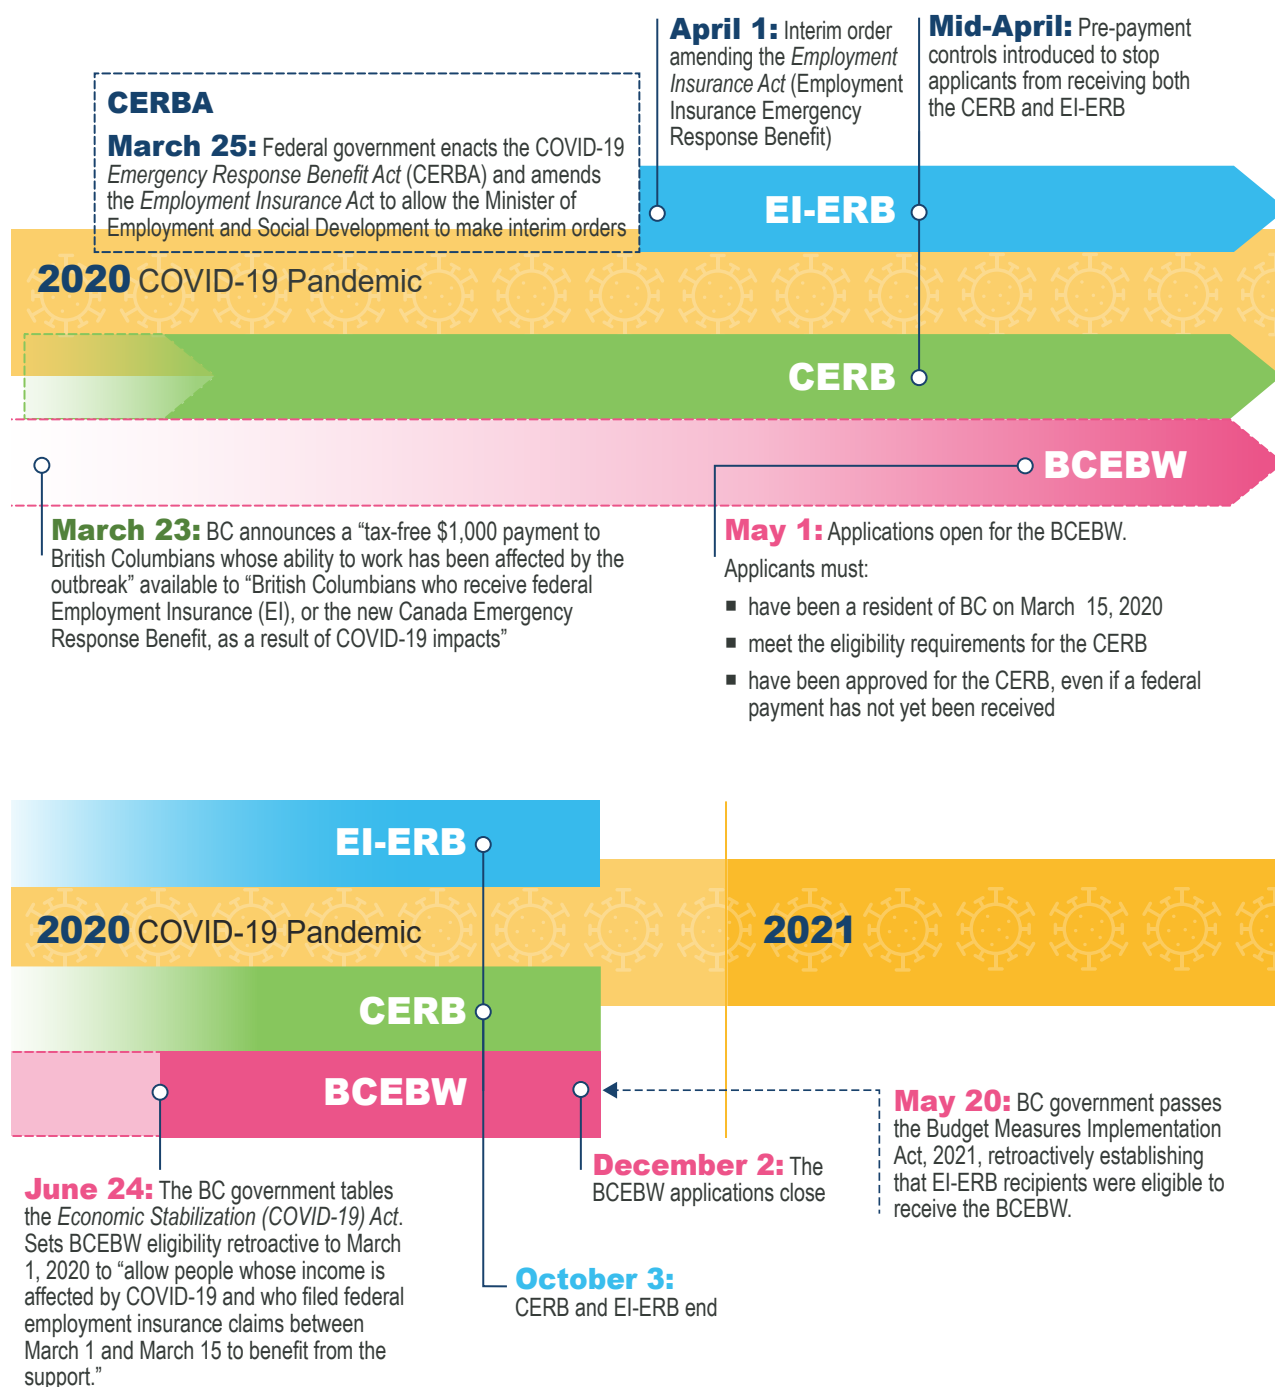 April 1: Interim order
amending the Employment
Insurance Act (Employment
Insurance Emergency
Response Benefit)
Mid-April: Pre-payment
controls introduced to stop
applicants from receiving both
the CERB and EI-ERB
CERBA
March 25: Federal government enacts the COVID-19
Emergency Response Benefit Act (CERBA) and amends
the Employment Insurance Act to allow the Minister of
Employment and Social Development to make interim orders
EI-ERB
2020 COVID-19 Pandemic
CERB
BCEBW
March 23: BC announces a “tax-free $1,000 payment to
British Columbians whose ability to work has been affected by the
outbreak” available to “British Columbians who receive federal
Employment Insurance (EI), or the new Canada Emergency
Response Benefit, as a result of COVID-19 impacts”
May 1: Applications open for the BCEBW.
Applicants must:
■ have been a resident of BC on March 15, 2020
■ meet the eligibility requirements for the CERB
■ have been approved for the CERB, even if a federal
payment has not yet been received
EI-ERB
2020 COVID-19 Pandemic
2021
CERB
BCEBW
June 24: The BC government tables
the Economic Stabilization (COVID-19) Act.
Sets BCEBW eligibility retroactive to March
1, 2020 to “allow people whose income is
affected by COVID-19 and who filed federal
employment insurance claims between
March 1 and March 15 to benefit from the
support.”
October 3:
CERB and EI-ERB end
December 2: The
BCEBW applications close
May 20: BC government passes
the Budget Measures Implementation
Act, 2021, retroactively establishing
that EI-ERB recipients were eligible to
receive the BCEBW.